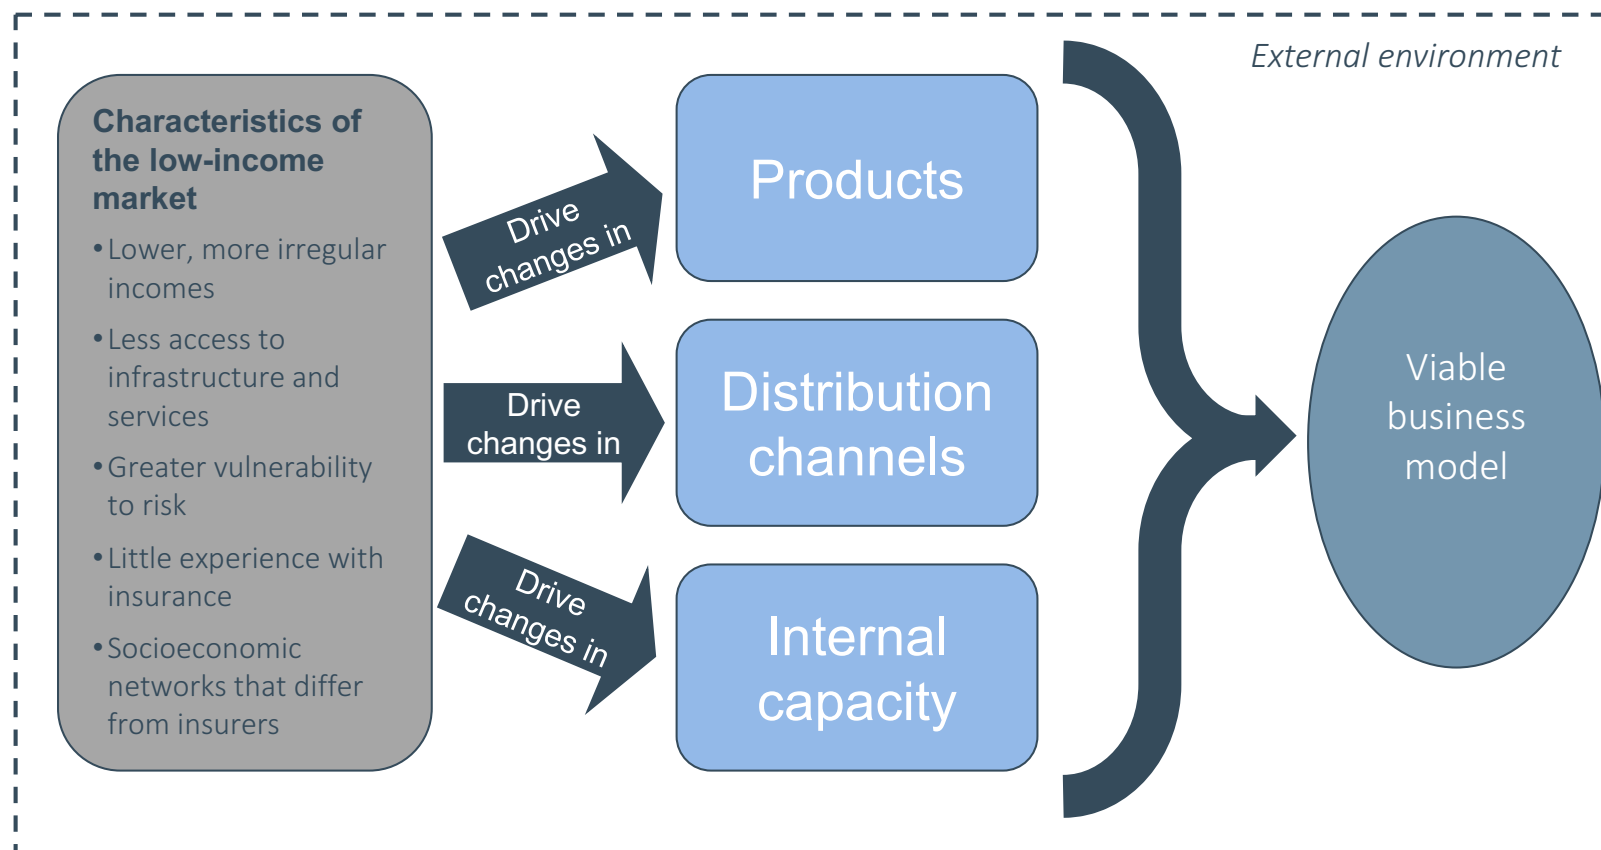 External environment
Characteristics of
the low-income
market
•Lower, more irregular
incomes
•Less access to
infrastructure and
services
•Greater vulnerability
to risk
•Little experience with
insurance
•Socioeconomic
networks that differ
from insurers
Drive
changes in
Products
Drive
changes in
Distribution
channels
Drive
changes in
Internal
capacity
Viable
business
model